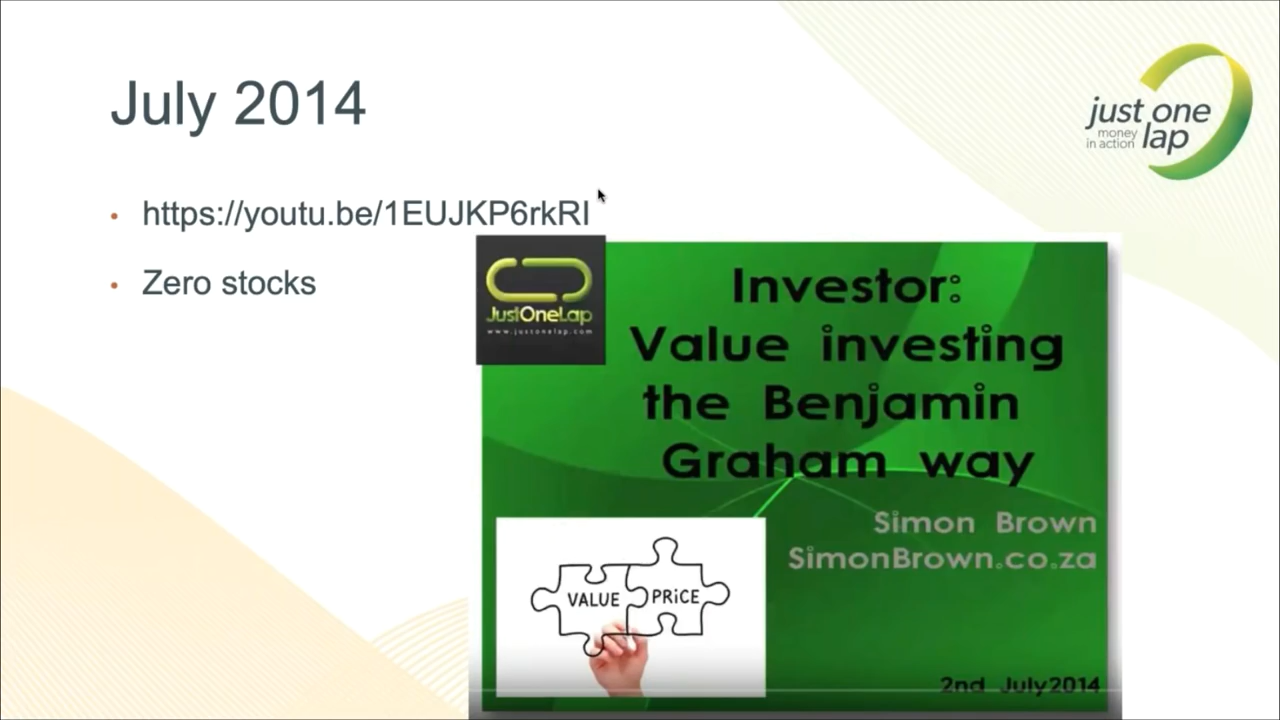 July 2014
just one
money
in action
lap
https://youtu.be/1EUJKP6rkRI
Zero stocks
JustOneLap
www.justonelap.com
Investor:
Value investing
the Benjamin
Graham way
Simon Brown
SimonBrown.co.za
VALUE
PRiCE
2nd July2014